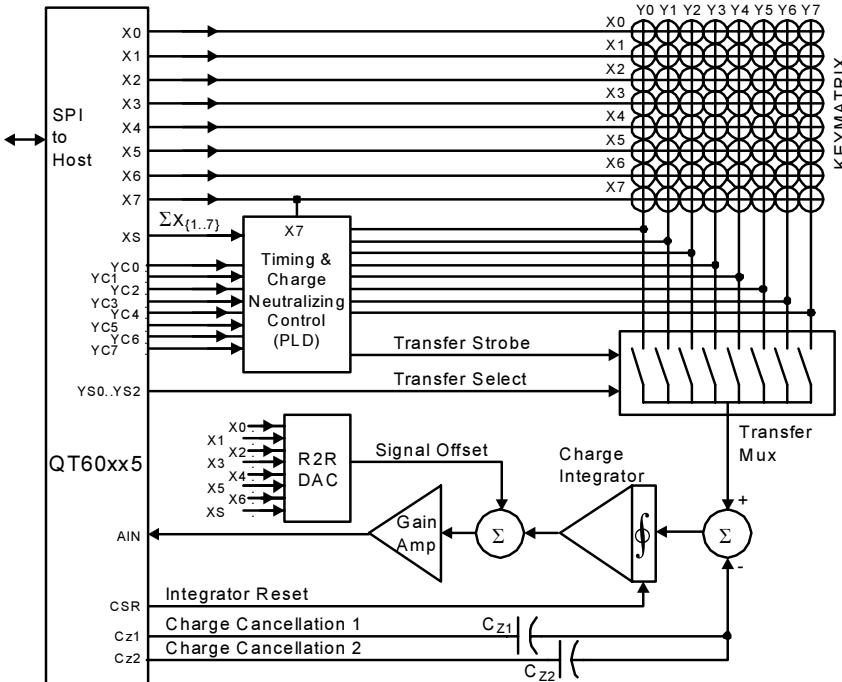 Y0 Y1 Y2 Y3 Y4 Y5 Y6 Y7
X0 X0
X1 X1
X2 X2
X3 X3
X4 X4
X5 X5
X6 X6
X7 X7
KEYMATRIX
SPI
to
Host
ΣX{1..7}
XS
YC0
YC1
YC2
YC3
YC4
YC5
YC6
YC7
X7
Timing &
Charge
Neutralizing
Control
(PLD)
Transfer Strobe
Transfer Select
YS0..YS2
Transfer
Mux
QT60xx5
X0
X1
X2
X3
X4
X5
X6
XS
R2R
DAC
Signal Offset
Charge
Integrator
Gain
Amp
Σ
∮
Σ
+
-
AIN
CSR
Integrator Reset
Cz1
Charge Cancellation 1
CZ1
Cz2
Charge Cancellation 2
CZ2